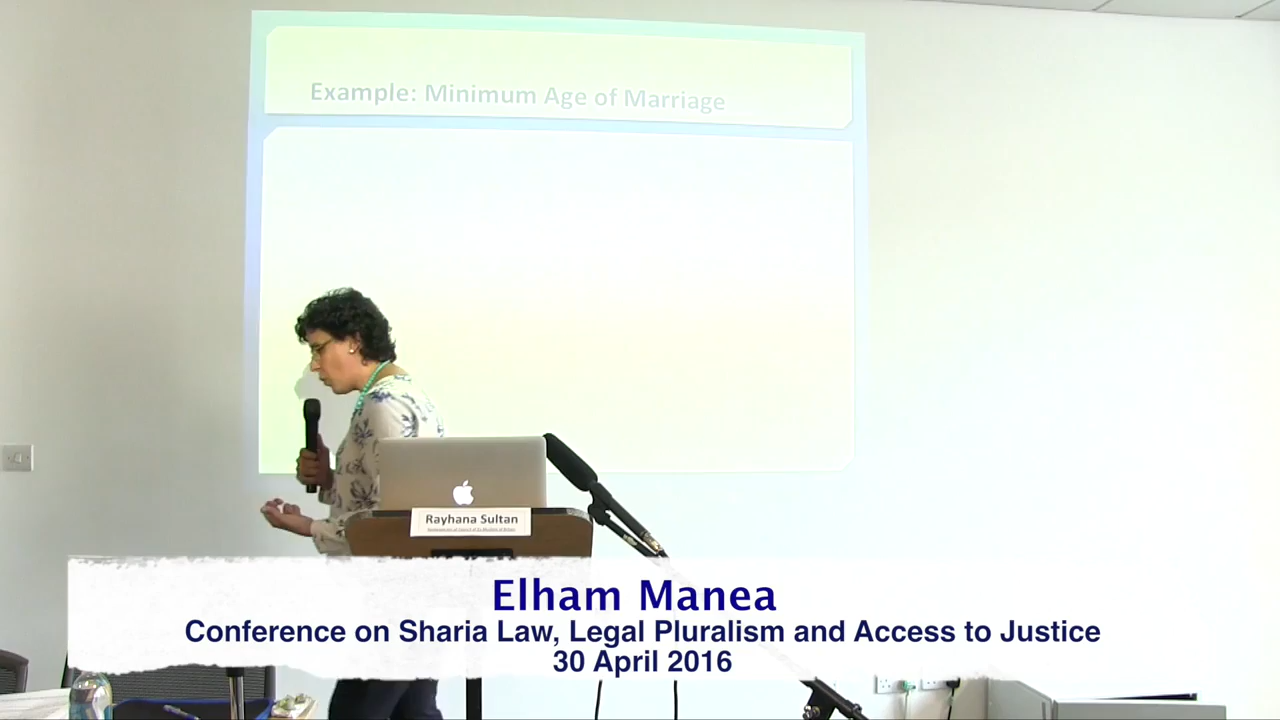 Example: Minimum Age of Marriage
Rayhana Sultan
Elham Manea
Conference on Sharia Law, Legal Pluralism and Access to Justice
30 April 2016